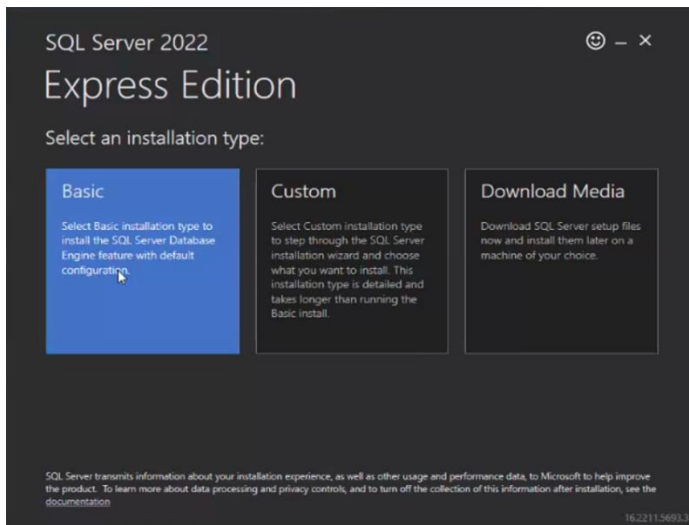 SQL Server 2022
Express Edition
Select an installation type:
Basic
Select Basic installation type to
install the SQL Server Database
Engine feature with default
configuration.
Custom
Select Custom installation type
to step through the SQL Server
installation wizard and choose
what you want to install. This
installation type is detailed and
takes longer than running the
Basic install.
Download Media
Download SQL Server setup files
now and install them later on a
machine of your choice.
SQL Server transmits information about your installation experience, as well as other usage and performance data, to Microsoft to help improve
the product. To learn more about data processing and privacy controls, and to turn off the collection of this information after installation, see the
documentation
16.2211.5693.3